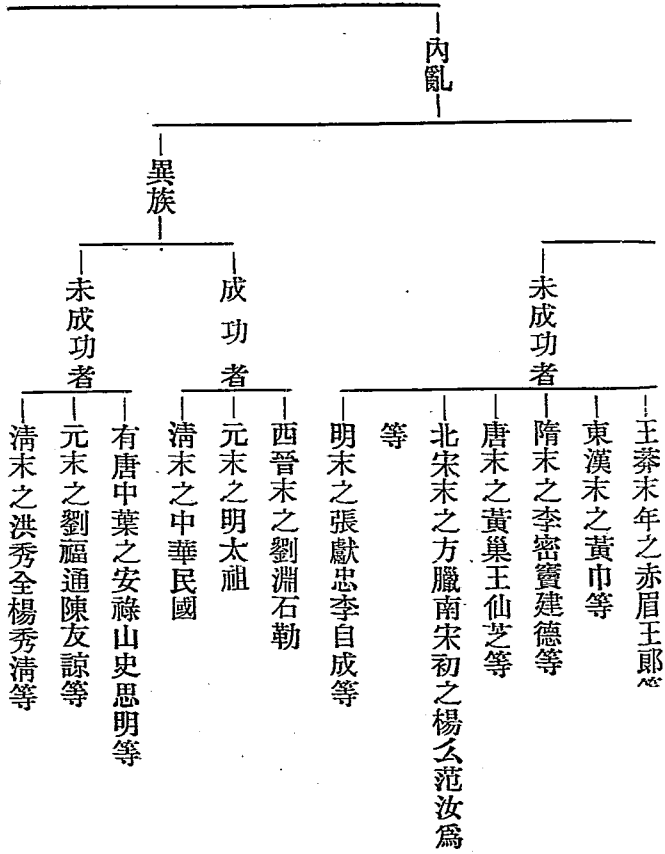 內亂
未成功者
王莽末年之赤眉王郞等
東漢末之黃巾等
隋末之李密竇建德等
唐末之黃巢王仙芝等
北宋末之方臘南宋初之楊么范汝爲
等
明末之張獻忠李自成等
異族
成功者
西晉末之劉淵石勒
元末之明太祖
淸末之中華民國
未成功者
有唐中葉之安祿山史思明等
元末之劉福通陳友諒等
淸末之洪秀全楊秀淸等